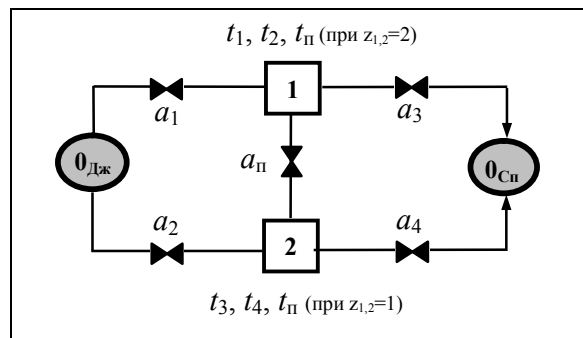 t₁, t₂, tп (при z₁,₂=2)
1
a₁
a₃
0Дж
aп
0Сп
a₂
2
a₄
t₃, t₄, tп (при z₁,₂=1)